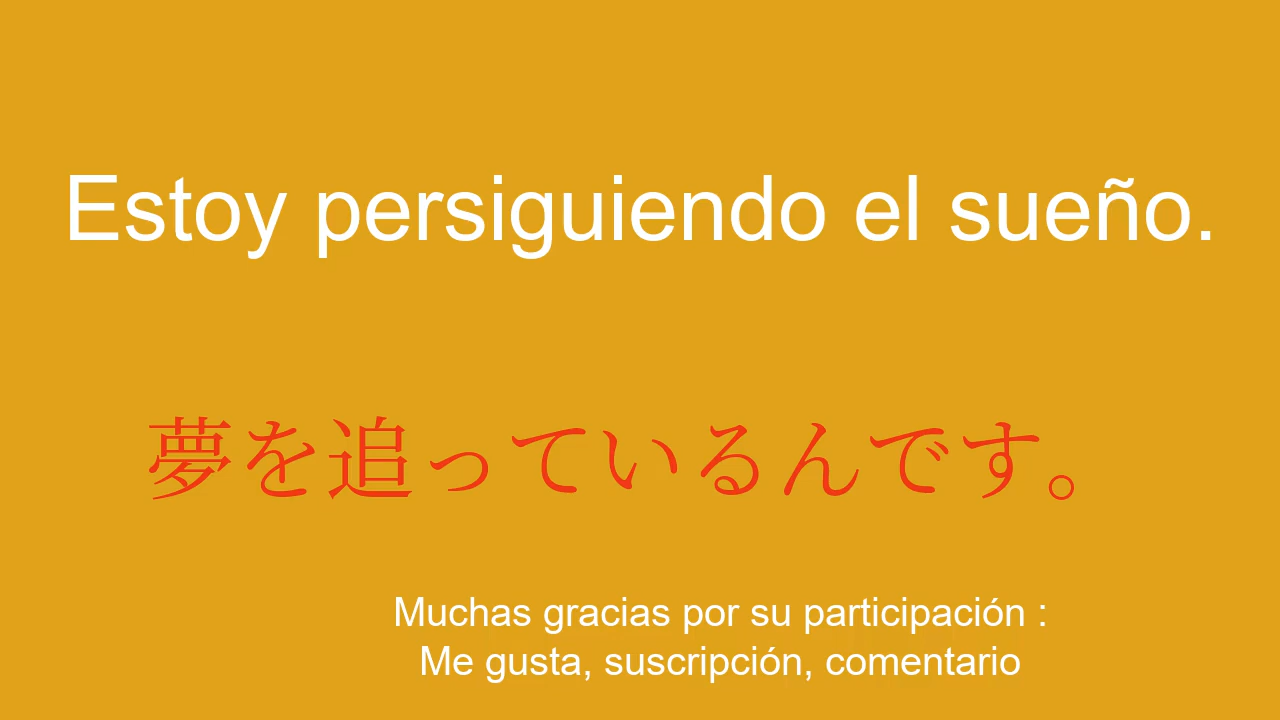 Estoy persiguiendo el sueño.
夢を追っているんです。
Muchas gracias por su participación :
Me gusta, suscripción, comentario